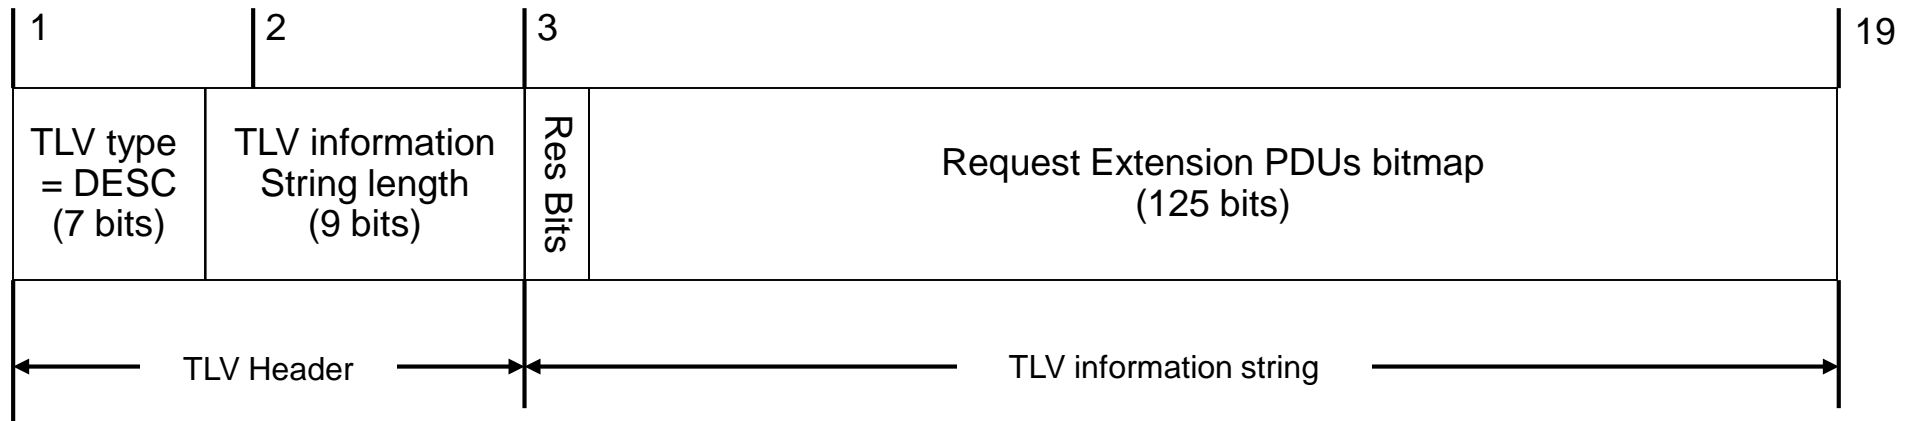 1
2
3
19
TLV type
= DESC
(7 bits)
TLV information
String length
(9 bits)
Res Bits
Request Extension PDUs bitmap
(125 bits)
TLV Header
TLV information string